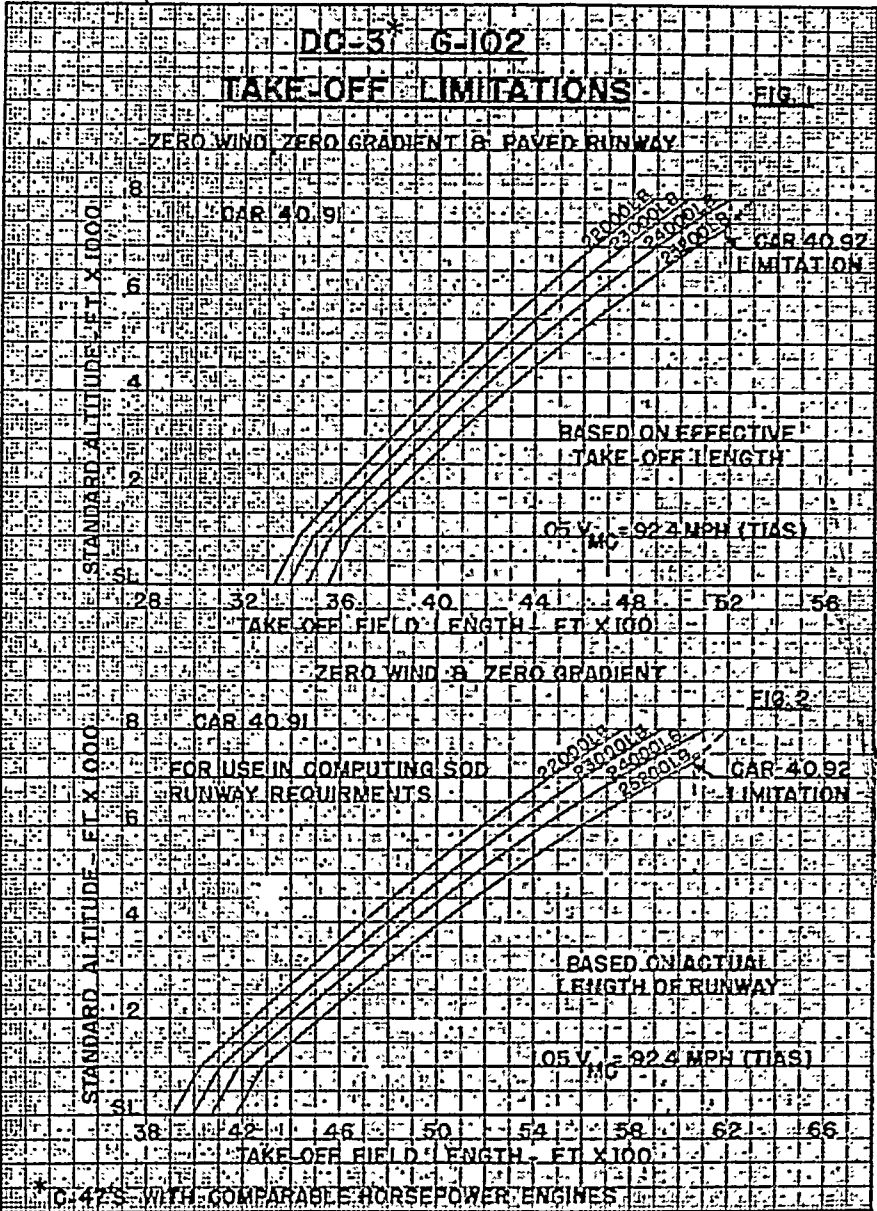 DC-3* G-102
TAKE-OFF LIMITATIONS
FIG. 1
ZERO WIND, ZERO GRADIENT & PAVED RUNWAY
CAR 40.91
STANDARD ALTITUDE - FT X 1000
8
6
4
2
SL
22000LB
23000LB
24000LB
25200LB
CAR 40.92
LIMITATION
BASED ON EFFECTIVE
TAKE-OFF LENGTH
.05 VMC = 92.4 MPH (TIAS)
28 32 36 40 44 48 52 56
TAKE-OFF FIELD LENGTH - FT X 100
ZERO WIND & ZERO GRADIENT
FIG. 2
CAR 40.91
FOR USE IN COMPUTING SOD
RUNWAY REQUIRMENTS
STANDARD ALTITUDE - FT X 1000
8
6
4
2
SL
22000LB
23000LB
24000LB
25200LB
CAR 40.92
LIMITATION
BASED ON ACTUAL
LENGTH OF RUNWAY
.05 VMC = 92.4 MPH (TIAS)
38 42 46 50 54 58 62 66
TAKE-OFF FIELD LENGTH - FT X 100
* C-47'S WITH COMPARABLE HORSEPOWER ENGINES